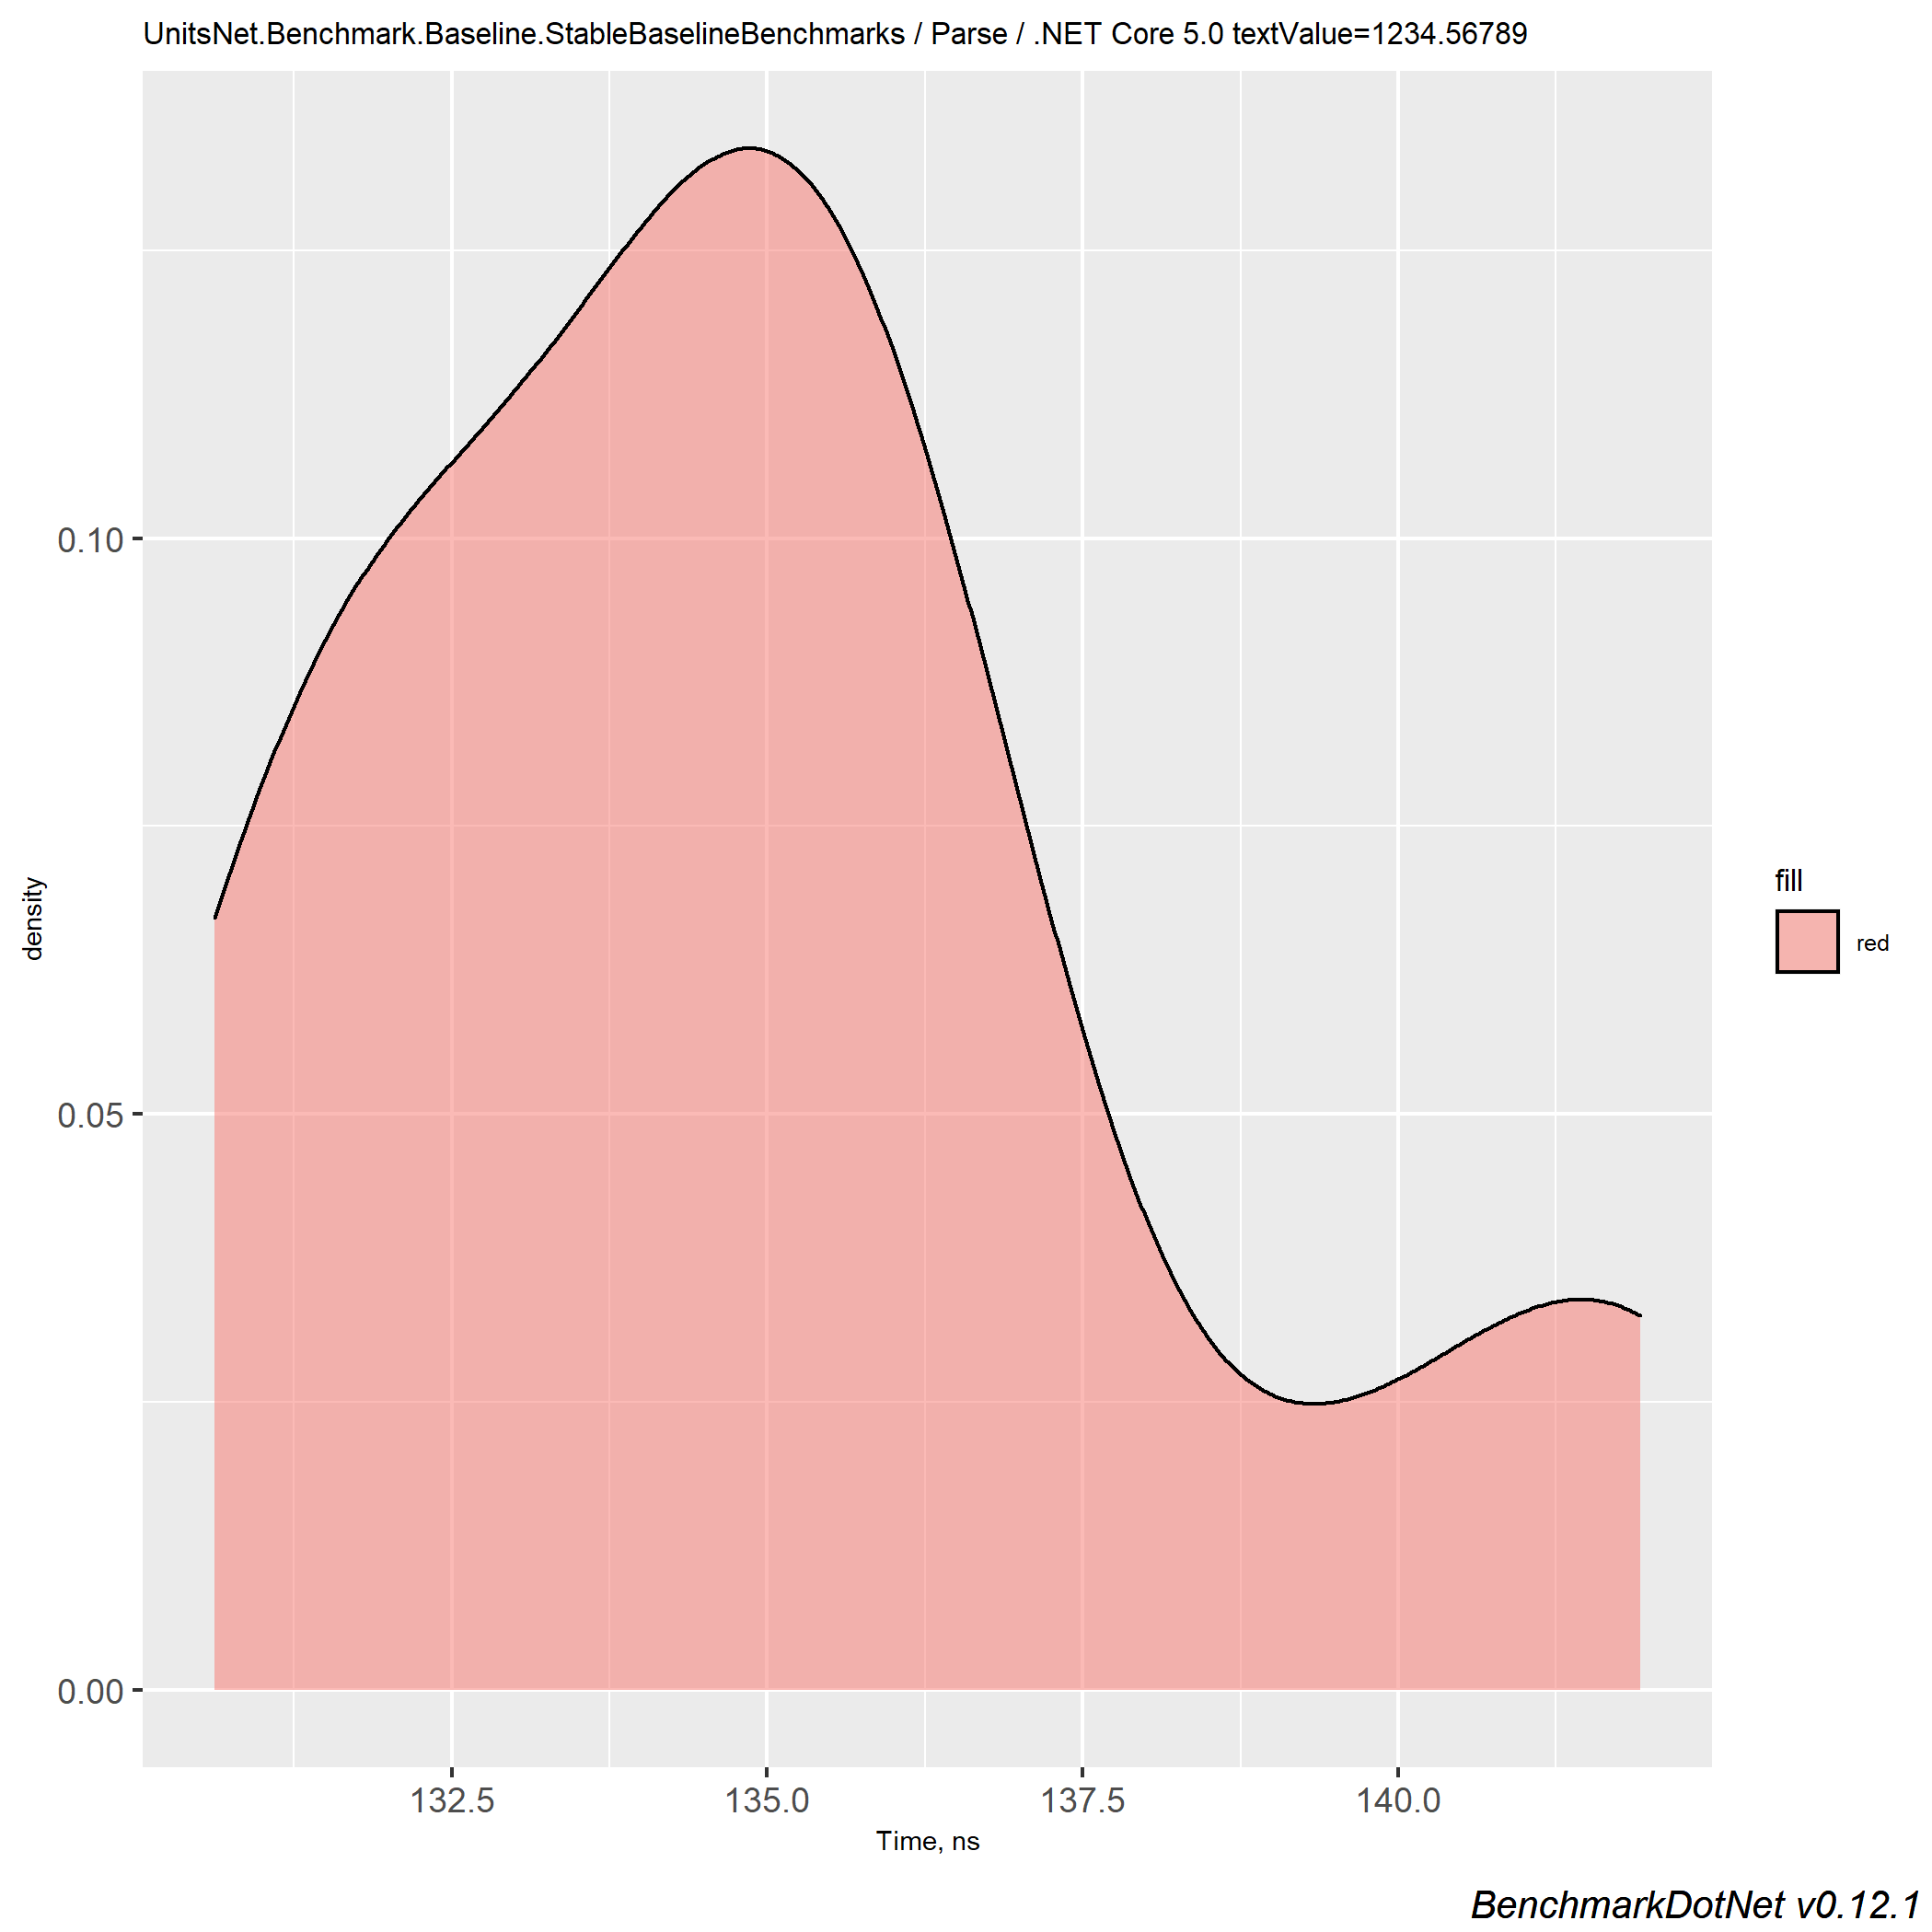 UnitsNet.Benchmark.Baseline.StableBaselineBenchmarks / Parse / .NET Core 5.0 textValue=1234.56789
0.10
0.05
0.00
density
132.5 135.0 137.5 140.0
Time, ns
fill
red
BenchmarkDotNet v0.12.1